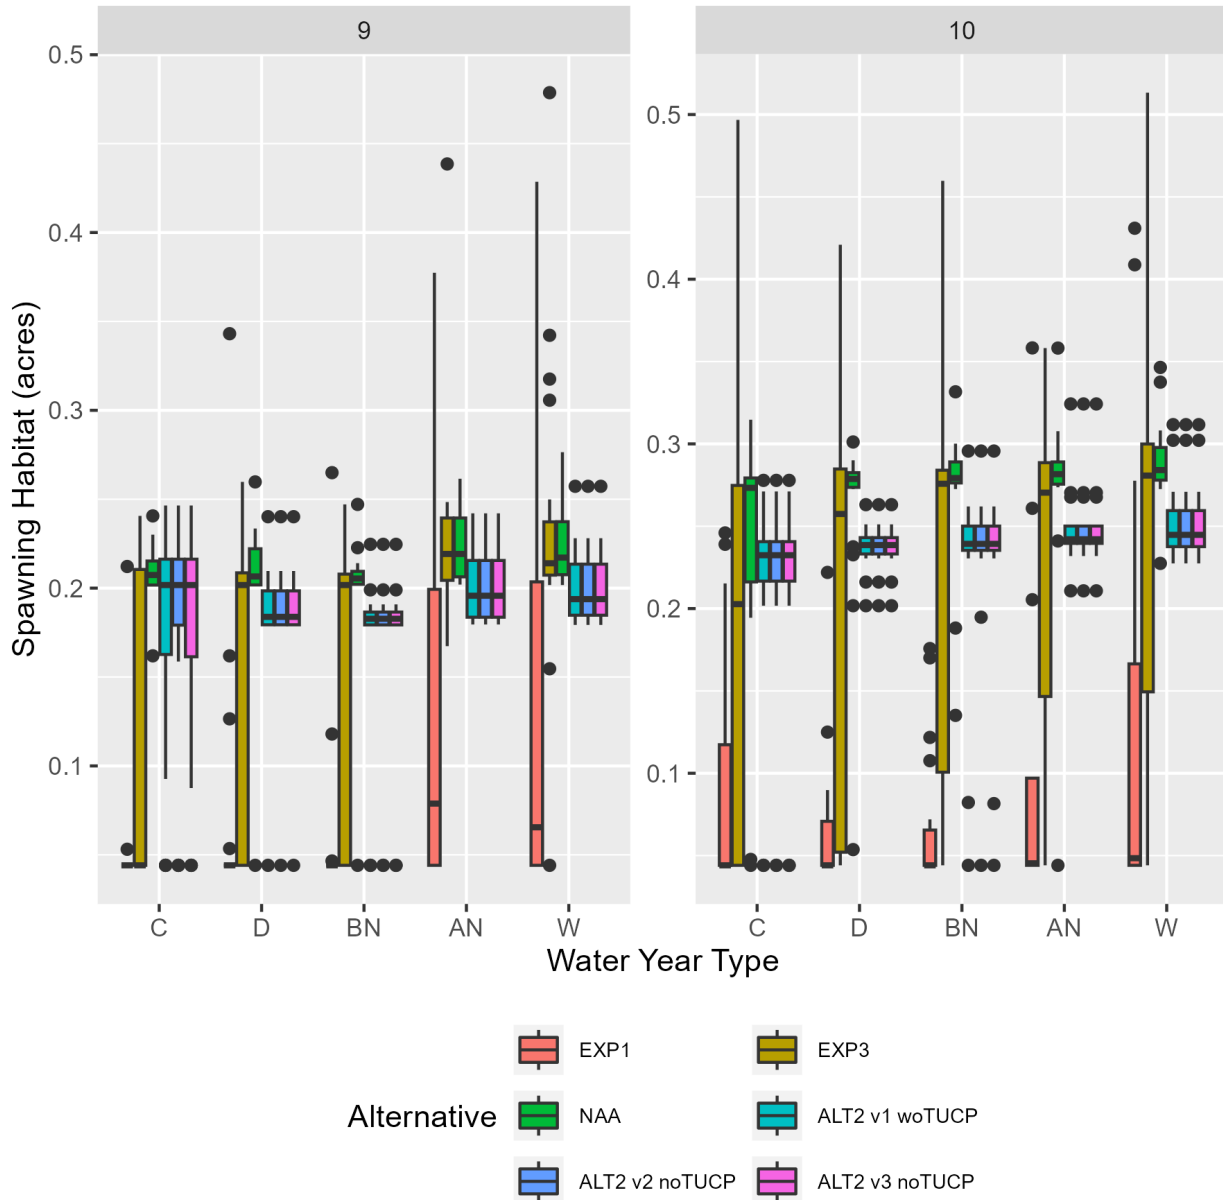 9 10
0.5
0.4
0.3
0.2
0.1
0.5
0.4
0.3
0.2
0.1
Spawning Habitat (acres)
C D BN AN W C D BN AN W
Water Year Type
Alternative
EXP1 EXP3
NAA ALT2 v1 woTUCP
ALT2 v2 noTUCP ALT2 v3 noTUCP